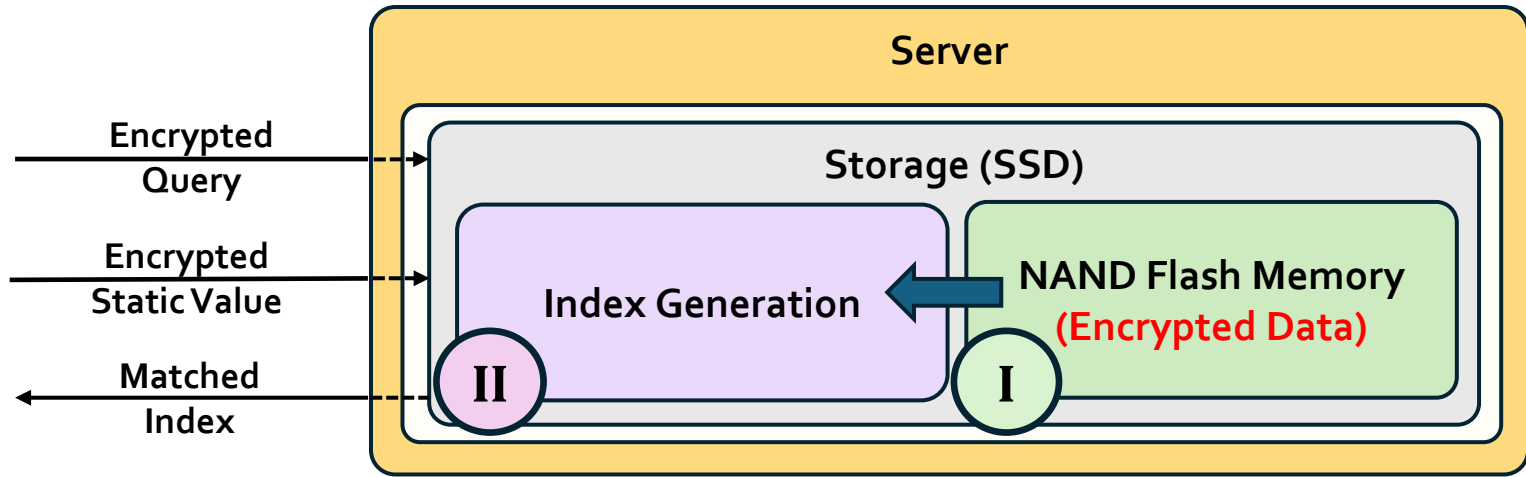 Server
Encrypted
Query
Storage (SSD)
Encrypted
Static Value
Index Generation
NAND Flash Memory
(Encrypted Data)
Matched
Index
II
I